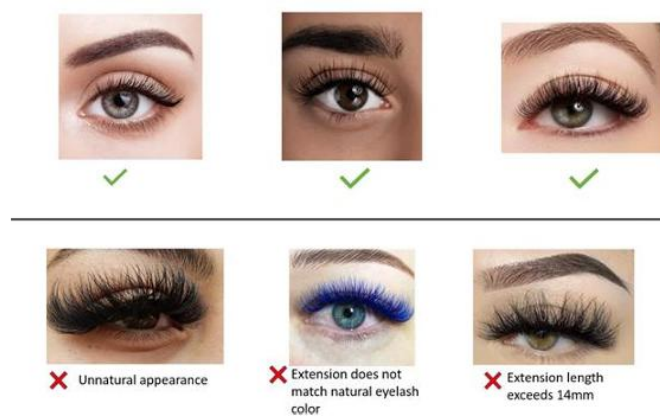 Unnatural appearance
Extension does not
match natural eyelash
color
Extension length
exceeds 14mm